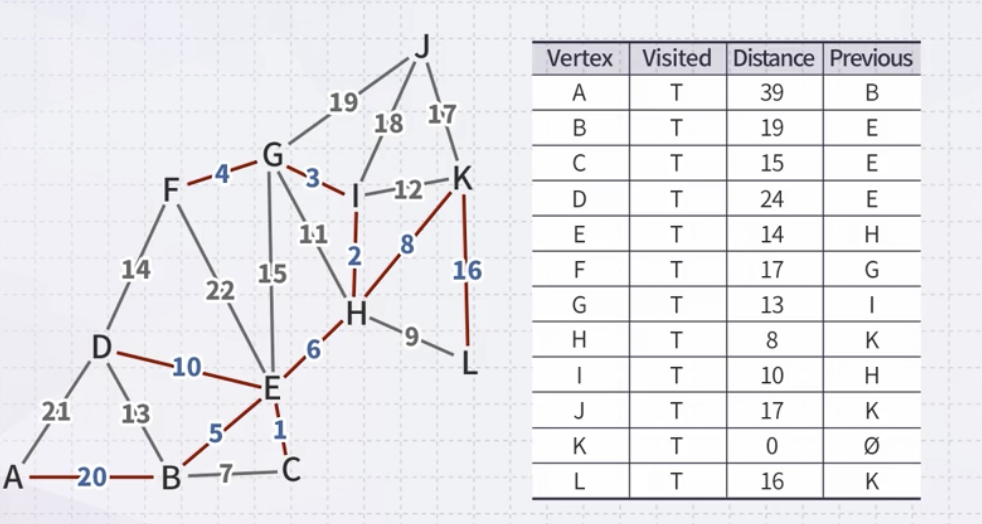 J
19
18
17
G
4
3
K
F
I
12
11
2
8
14
22
15
16
H
9
D
6
L
10
E
21
13
5
1
A
20
B
7
C
Vertex Visited Distance Previous
A T 39 B
B T 19 E
C T 15 E
D T 24 E
E T 14 H
F T 17 G
G T 13 I
H T 8 K
I T 10 H
J T 17 K
K T 0 Ø
L T 16 K